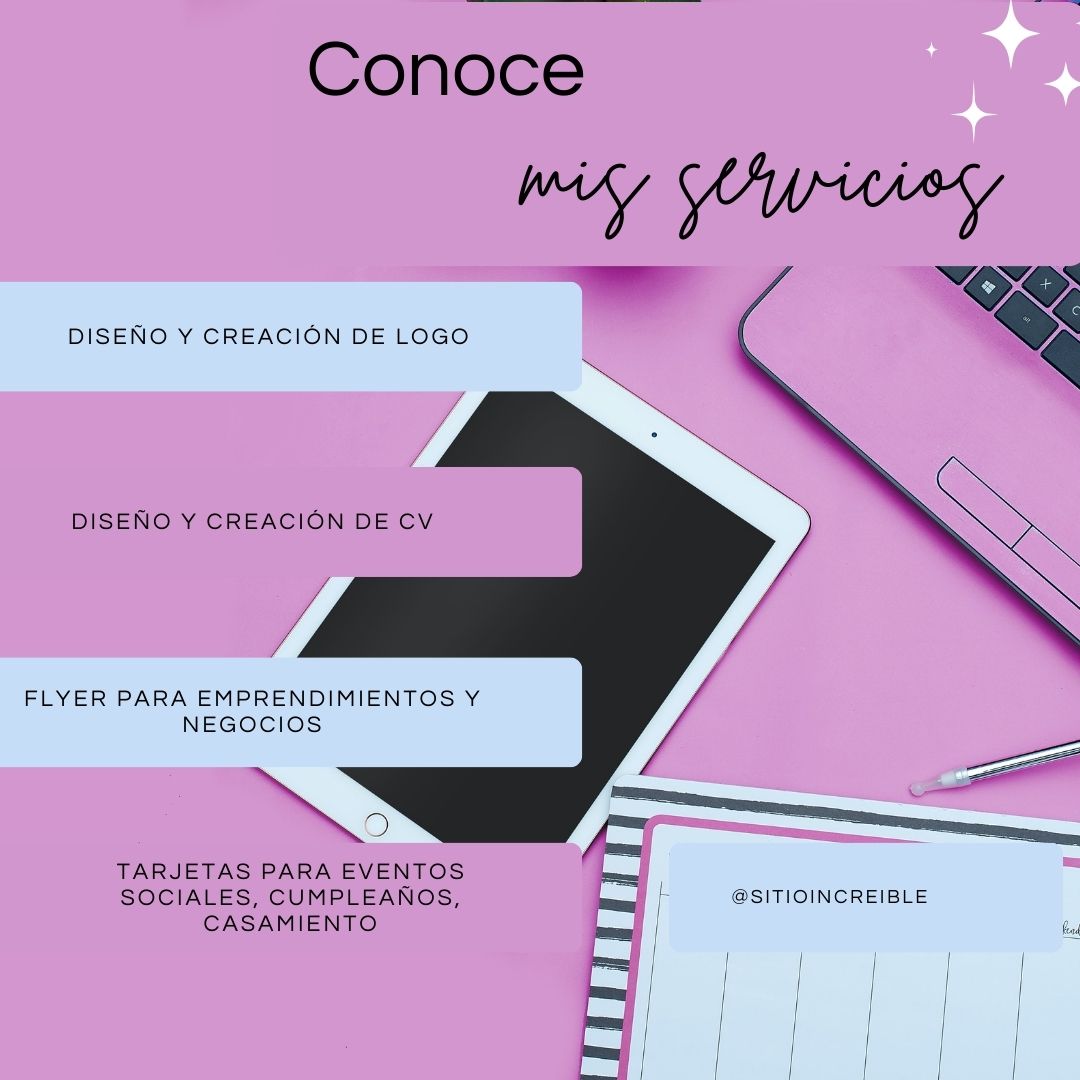 Conoce
mis servicios
DISEÑO Y CREACIÓN DE LOGO
DISEÑO Y CREACIÓN DE CV
FLYER PARA EMPRENDIMIENTOS Y
NEGOCIOS
TARJETAS PARA EVENTOS
SOCIALES, CUMPLEAÑOS,
CASAMIENTO
@SITIOINCREIBLE